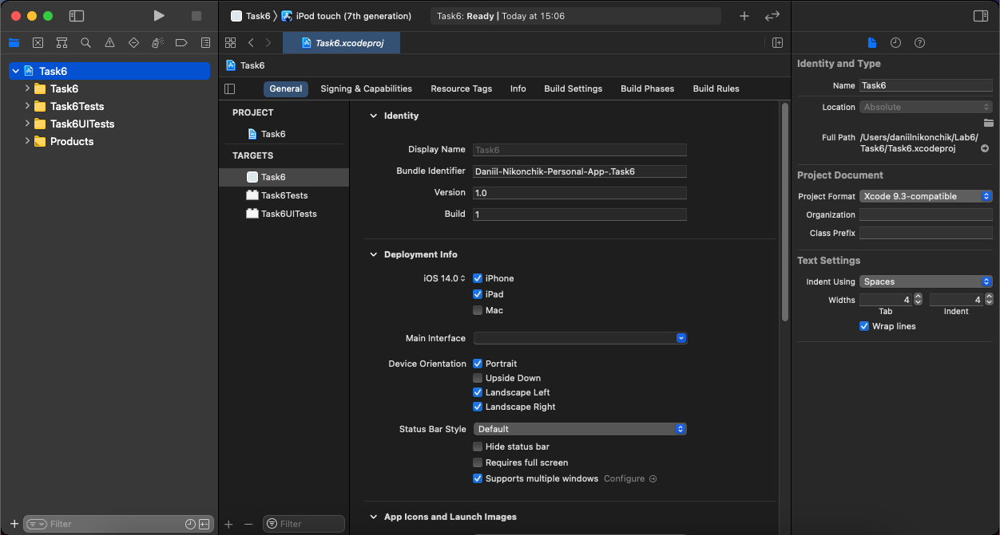 Task6 〉 iPod touch (7th generation)
Task6: Ready | Today at 15:06
Task6.xcodeproj
Task6
Task6
Task6Tests
Task6UITests
Products
Filter
Task6
General
Signing & Capabilities
Resource Tags
Info
Build Settings
Build Phases
Build Rules
PROJECT
Task6
TARGETS
Task6
Task6Tests
Task6UITests
Filter
Identity
Display Name Task6
Bundle Identifier Daniil-Nikonchik-Personal-App-.Task6
Version 1.0
Build 1
Deployment Info
iOS 14.0 iPhone
iPad
Mac
Main Interface
Device Orientation Portrait
Upside Down
Landscape Left
Landscape Right
Status Bar Style Default
Hide status bar
Requires full screen
Supports multiple windows Configure
App Icons and Launch Images
Identity and Type
Name Task6
Location Absolute
Full Path /Users/daniilnikonchik/Lab6/
Task6/Task6.xcodeproj
Project Document
Project Format Xcode 9.3-compatible
Organization
Class Prefix
Text Settings
Indent Using Spaces
Widths 4 4
Tab Indent
Wrap lines